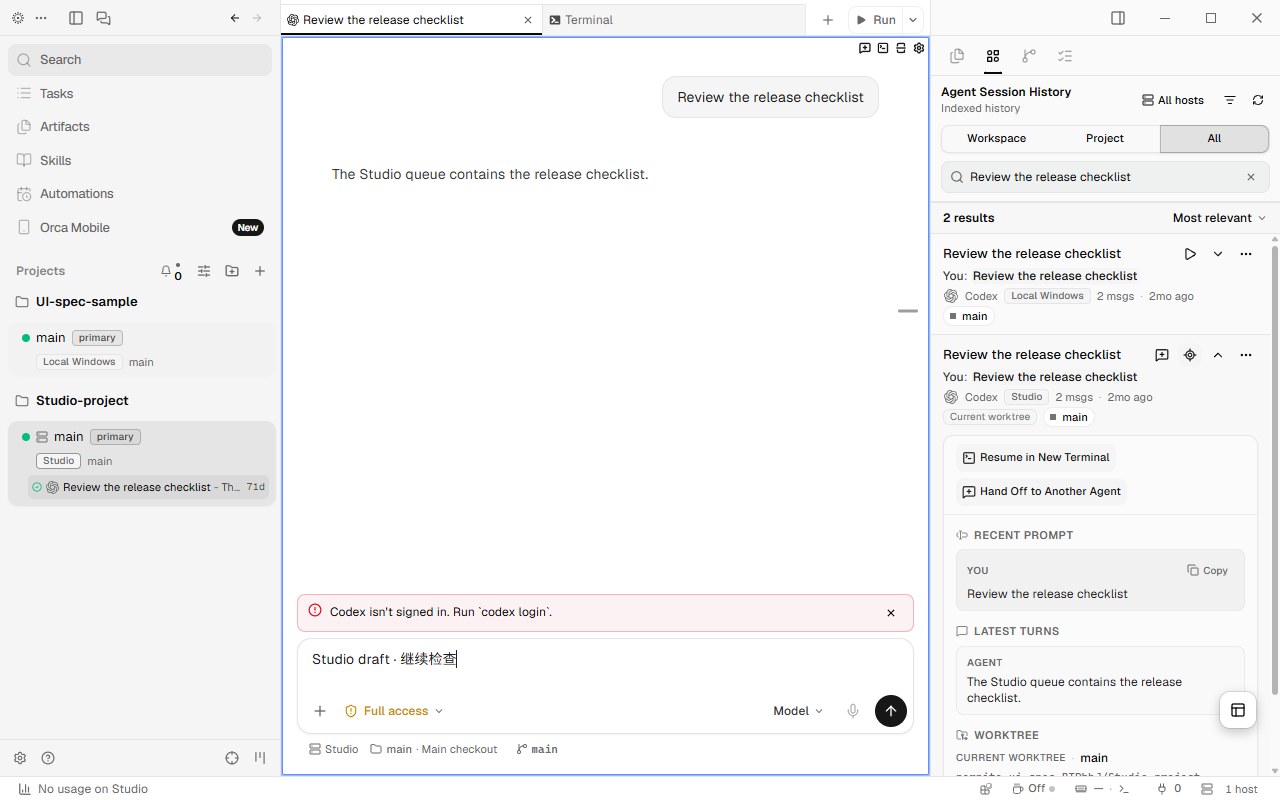 Review the release checklist
Terminal
Run
Search
Tasks
Artifacts
Skills
Automations
Orca Mobile
New
Projects
0
UI-spec-sample
main primary
Local Windows main
Studio-project
main primary
Studio main
Review the release checklist - Th... 71d
Review the release checklist
The Studio queue contains the release checklist.
Codex isn't signed in. Run `codex login`.
Studio draft · 继续检查
Full access
Model
Studio main · Main checkout main
Agent Session History
Indexed history
All hosts
Workspace Project All
Review the release checklist
2 results
Most relevant
Review the release checklist
You: Review the release checklist
Codex Local Windows 2 msgs · 2mo ago
main
Review the release checklist
You: Review the release checklist
Codex Studio 2 msgs · 2mo ago
Current worktree main
Resume in New Terminal
Hand Off to Another Agent
RECENT PROMPT
YOU
Copy
Review the release checklist
LATEST TURNS
AGENT
The Studio queue contains the release
checklist.
WORKTREE
CURRENT WORKTREE · main
No usage on Studio
Off
0
1 host